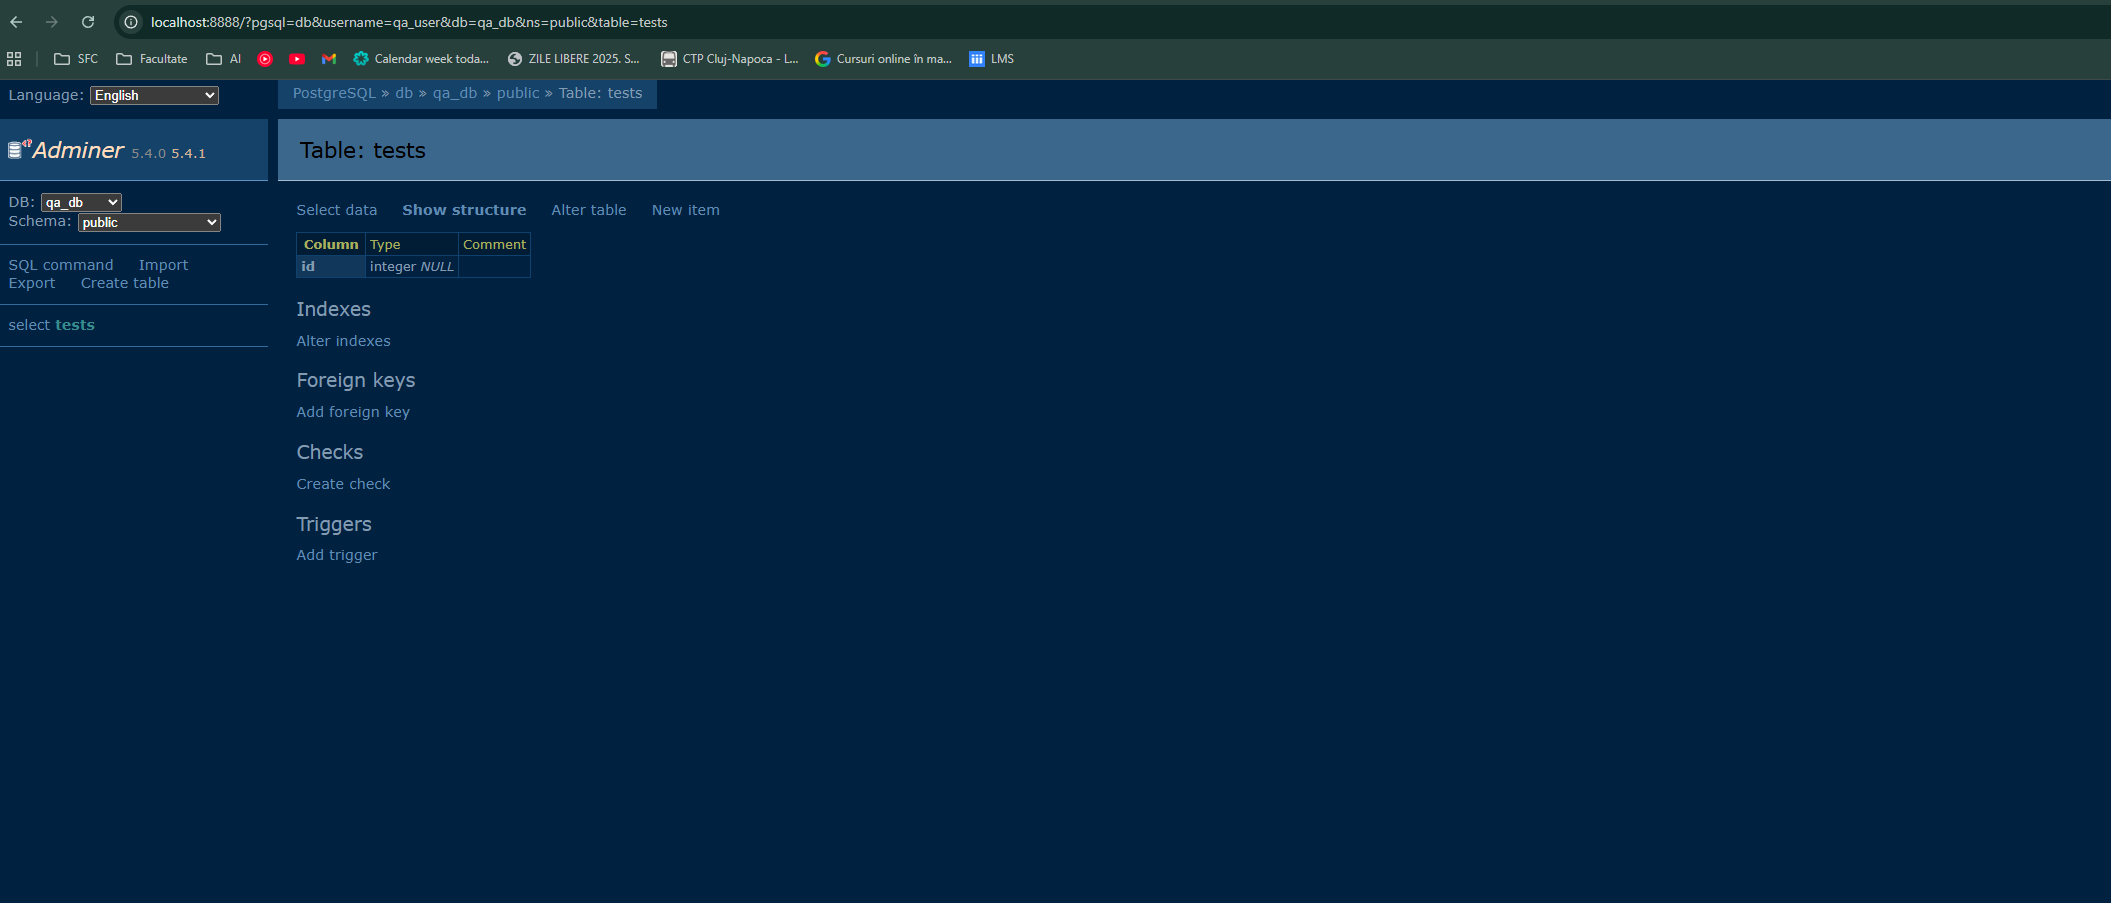 localhost:8888/?pgsql=db&username=qa_user&db=qa_db&ns=public&table=tests
SFC Facultate AI Calendar week toda... ZILE LIBERE 2025. S... CTP Cluj-Napoca - L... Cursuri online în ma... LMS
Language: English
PostgreSQL » db » qa_db » public » Table: tests
Adminer 5.4.0 5.4.1
Table: tests
DB: qa_db
Schema: public
SQL command Import
Export Create table
select tests
Select data Show structure Alter table New item
Column Type Comment
id integer NULL
Indexes
Alter indexes
Foreign keys
Add foreign key
Checks
Create check
Triggers
Add trigger